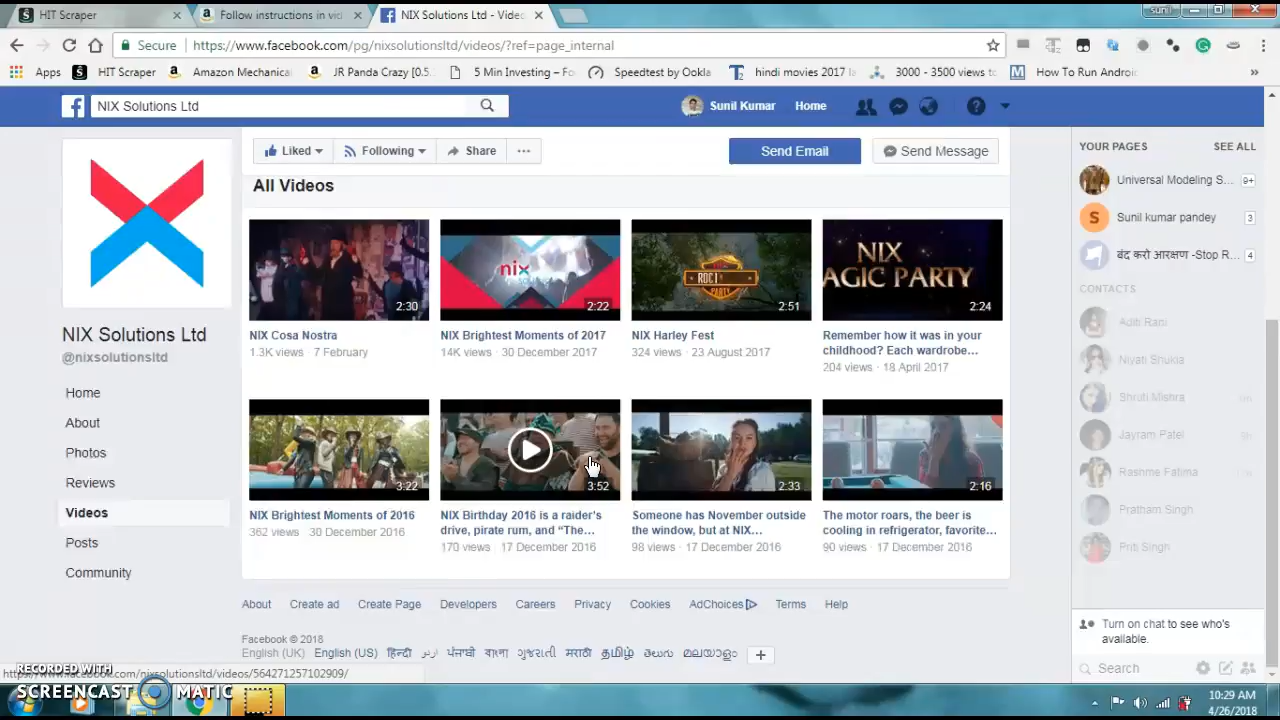 HIT Scraper
Follow instructions in vid
NIX Solutions Ltd - Video
sunil
Secure
https://www.facebook.com/pg/nixsolutionsltd/videos/?ref=page_internal
Apps
HIT Scraper
Amazon Mechanical
JR Panda Crazy [0.5.
5 Min Investing – Fo
Speedtest by Ookla
hindi movies 2017 la
3000 - 3500 views to
How To Run Androi
NIX Solutions Ltd
Sunil Kumar
Home
Liked
Following
Share
Send Email
Send Message
YOUR PAGES
SEE ALL
All Videos
Universal Modeling S...
9+
Sunil kumar pandey
3
बंद करो आरक्षण -Stop R...
4
CONTACTS
Aditi Rani
Niyati Shukla
Shruti Mishra
Jayram Patel
Rashme Fatima
Pratham Singh
Priti Singh
NIX Solutions Ltd
@nixsolutionsltd
Home
About
Photos
Reviews
Videos
Posts
Community
2:30
nix
2:22
PARTY
2:51
NIX
AGIC PARTY
2:24
NIX Cosa Nostra
1.3K views · 7 February
NIX Brightest Moments of 2017
14K views · 30 December 2017
NIX Harley Fest
324 views · 23 August 2017
Remember how it was in your
childhood? Each wardrobe...
204 views · 18 April 2017
3:22
3:52
2:33
2:16
NIX Brightest Moments of 2016
362 views · 30 December 2016
NIX Birthday 2016 is a raider's
drive, pirate rum, and “The...
170 views · 17 December 2016
Someone has November outside
the window, but at NIX...
98 views · 17 December 2016
The motor roars, the beer is
cooling in refrigerator, favorite...
90 views · 17 December 2016
About
Create ad
Create Page
Developers
Careers
Privacy
Cookies
AdChoices
Terms
Help
Facebook © 2018
English (UK) English (US) हिन्दी اردو ਪੰਜਾਬੀ বাংলা ગુજરાતી मराठी தமிழ் తెలుగు മലയാളം
Turn on chat to see who's
available.
Search
https://www.facebook.com/nixsolutionsltd/videos/564271257102909/
RECORDED WITH
SCREENCAST MATIC
10:29 AM
4/26/2018